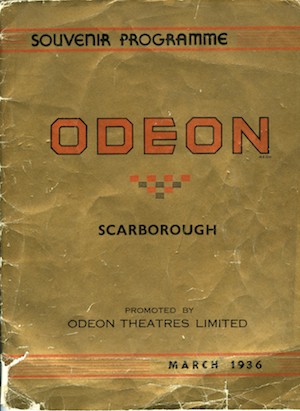 SOUVENIR PROGRAMME
ODEON
SCARBOROUGH
PROMOTED BY
ODEON THEATRES LIMITED
MARCH 1936